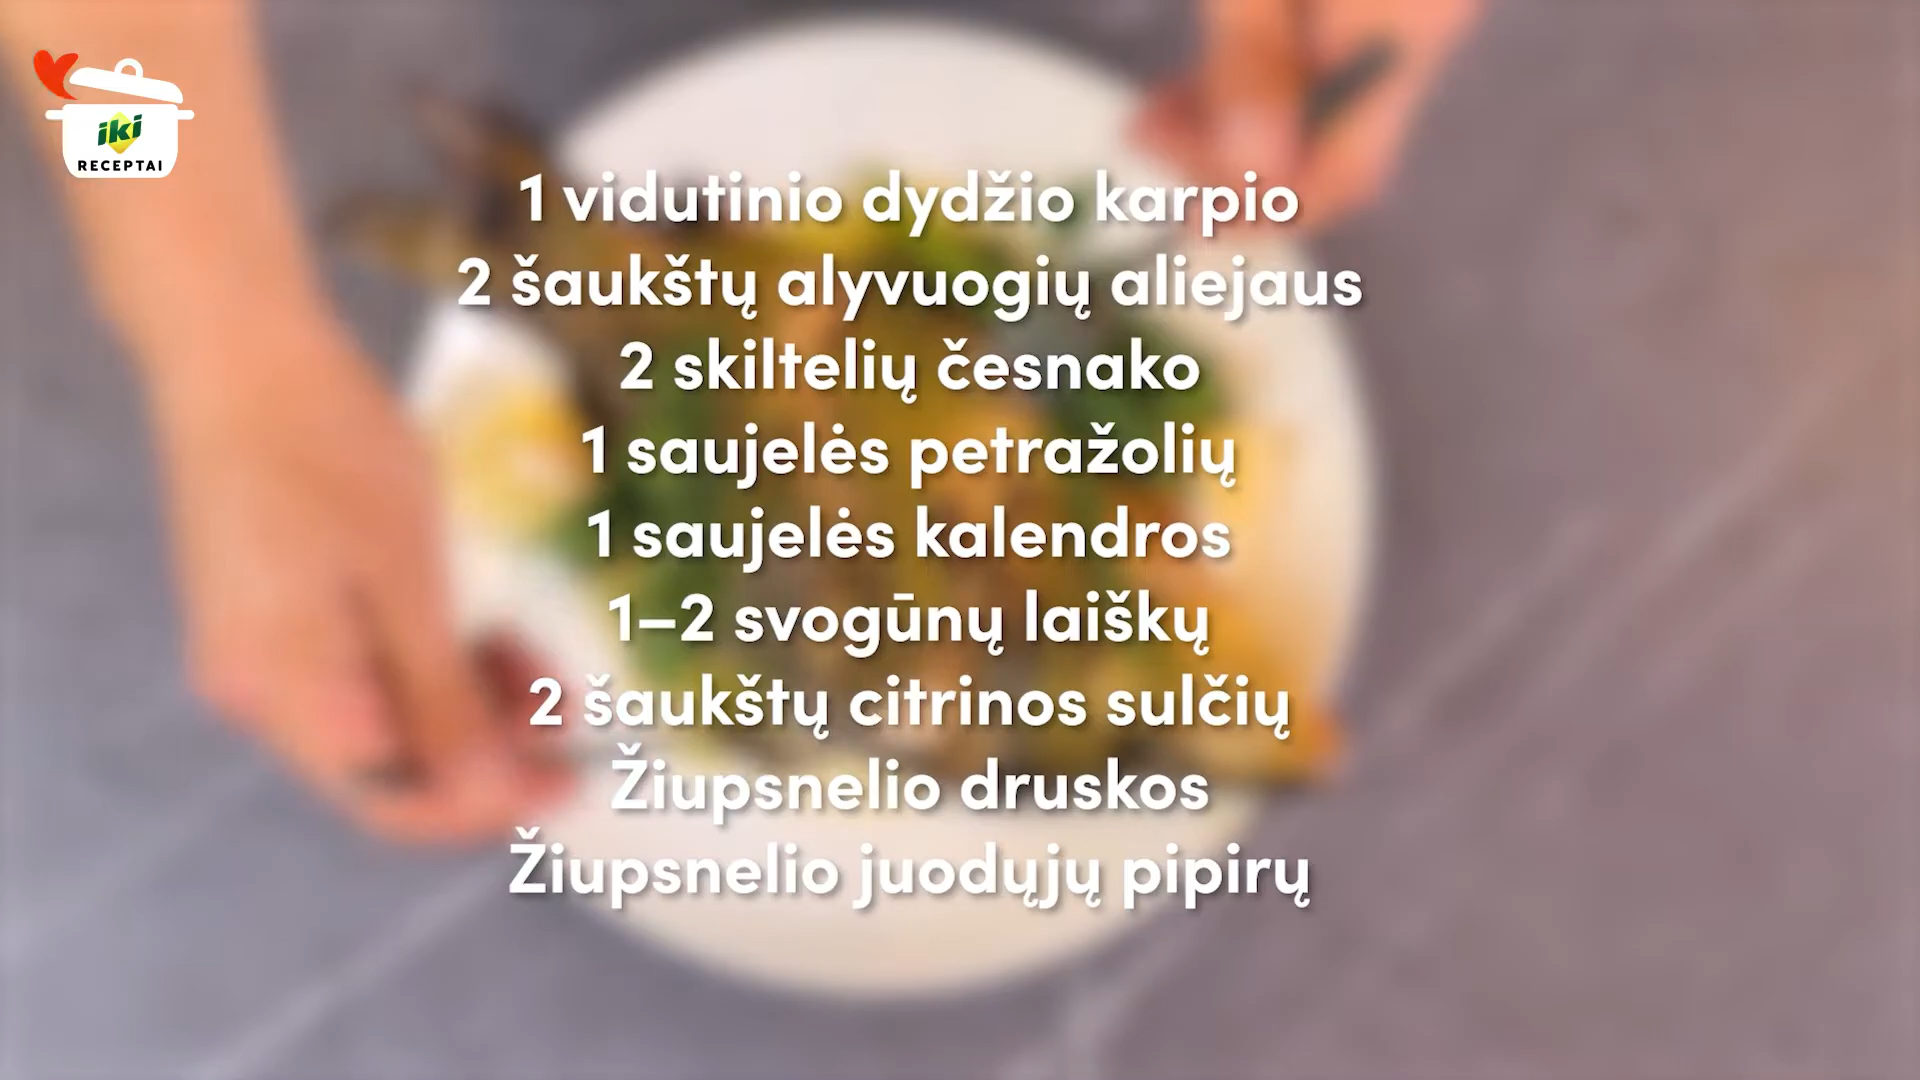 iki
RECEPTAI
1 vidutinio dydžio karpio
2 šaukštų alyvuogių aliejaus
2 skiltelių česnako
1 saujelės petražolių
1 saujelės kalendros
1–2 svogūnų laiškų
2 šaukštų citrinos sulčių
Žiupsnelio druskos
Žiupsnelio juodųjų pipirų